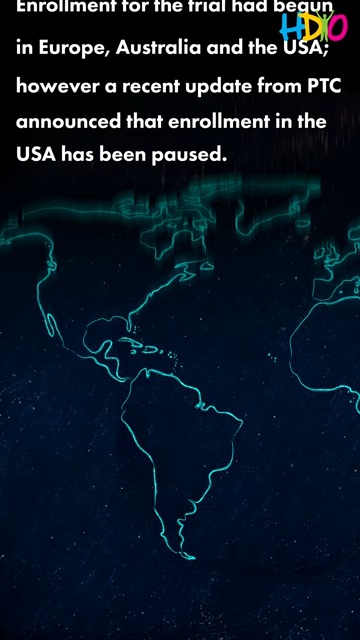 Enrollment for the trial had begun
HDYO
in Europe, Australia and the USA;
however a recent update from PTC
announced that enrollment in the
USA has been paused.